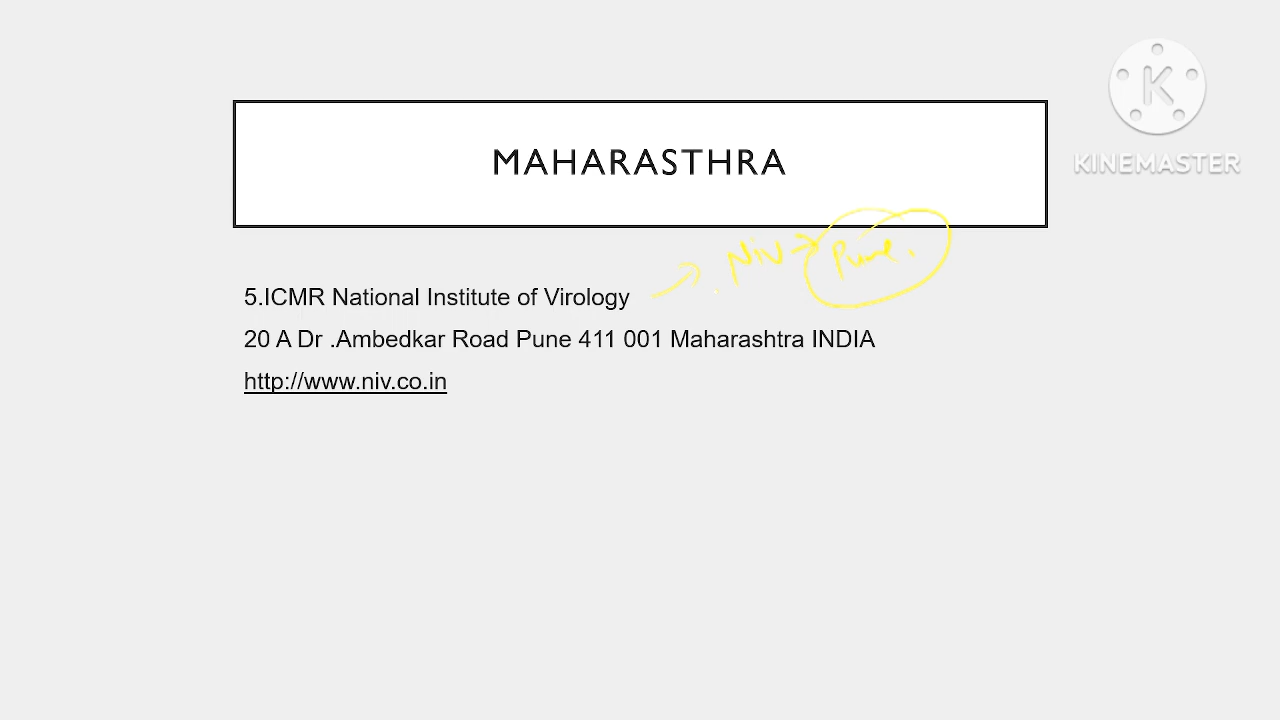 K
KINEMASTER
MAHARASTHRA
NIV → Pune.
5.ICMR National Institute of Virology
20 A Dr .Ambedkar Road Pune 411 001 Maharashtra INDIA
http://www.niv.co.in